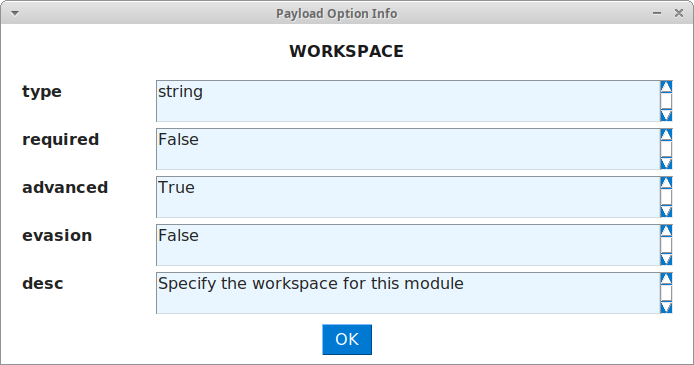 Payload Option Info
WORKSPACE
type string
required False
advanced True
evasion False
desc Specify the workspace for this module
OK